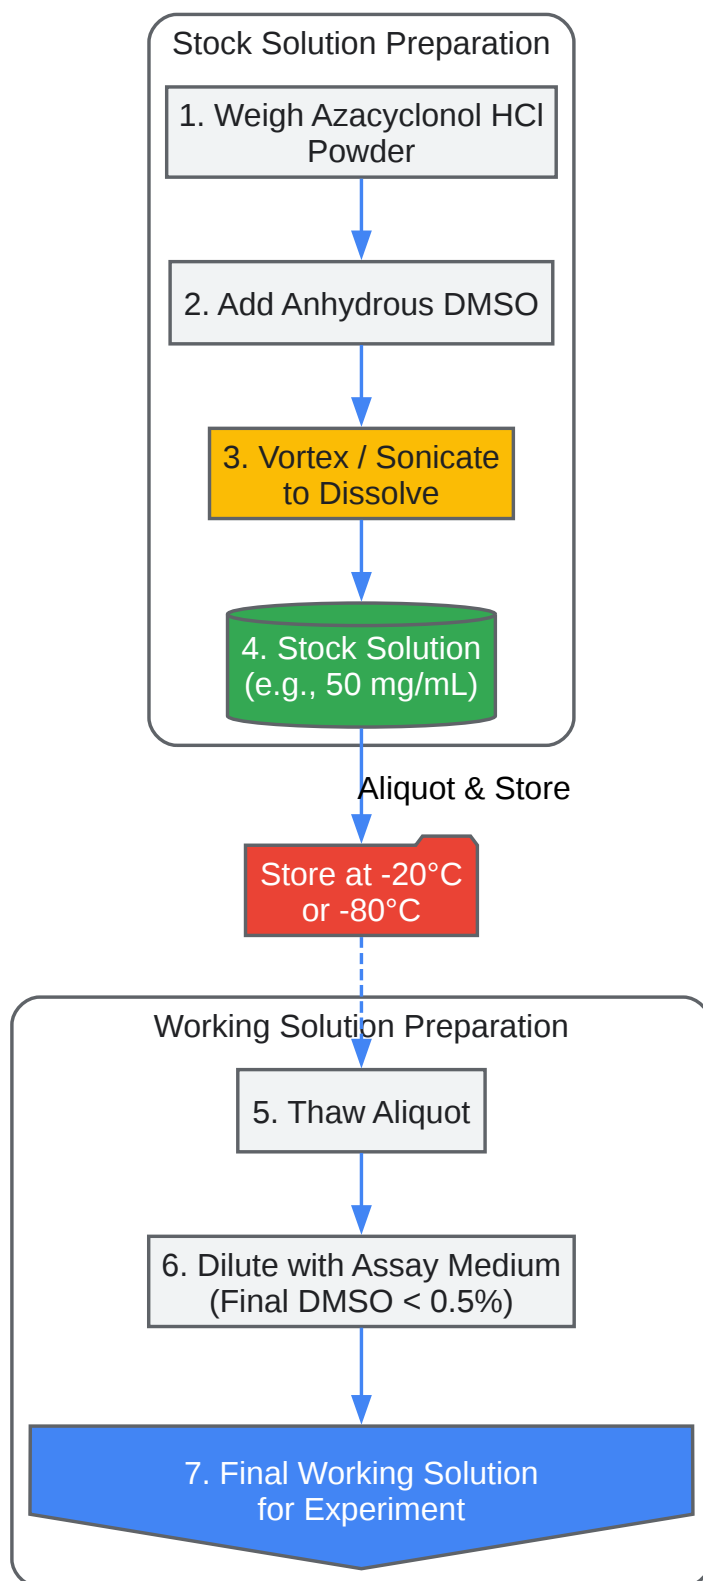 Stock Solution Preparation
1. Weigh Azacyclonol HCl
Powder
2. Add Anhydrous DMSO
3. Vortex / Sonicate
to Dissolve
4. Stock Solution
(e.g., 50 mg/mL)
Aliquot & Store
Store at -20°C
or -80°C
Working Solution Preparation
5. Thaw Aliquot
6. Dilute with Assay Medium
(Final DMSO < 0.5%)
7. Final Working Solution
for Experiment